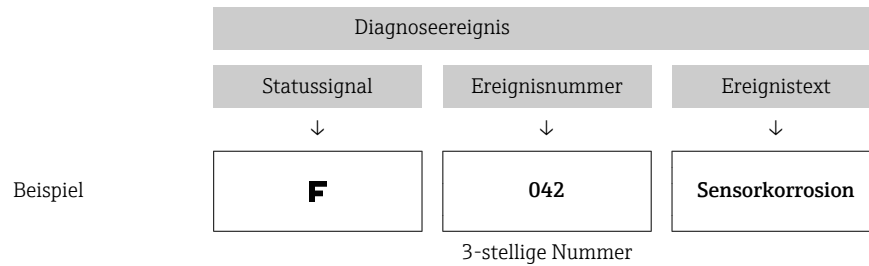 Diagnoseereignis
Statussignal Ereignisnummer Ereignistext
↓ ↓ ↓
Beispiel F 042 Sensorkorrosion
3-stellige Nummer